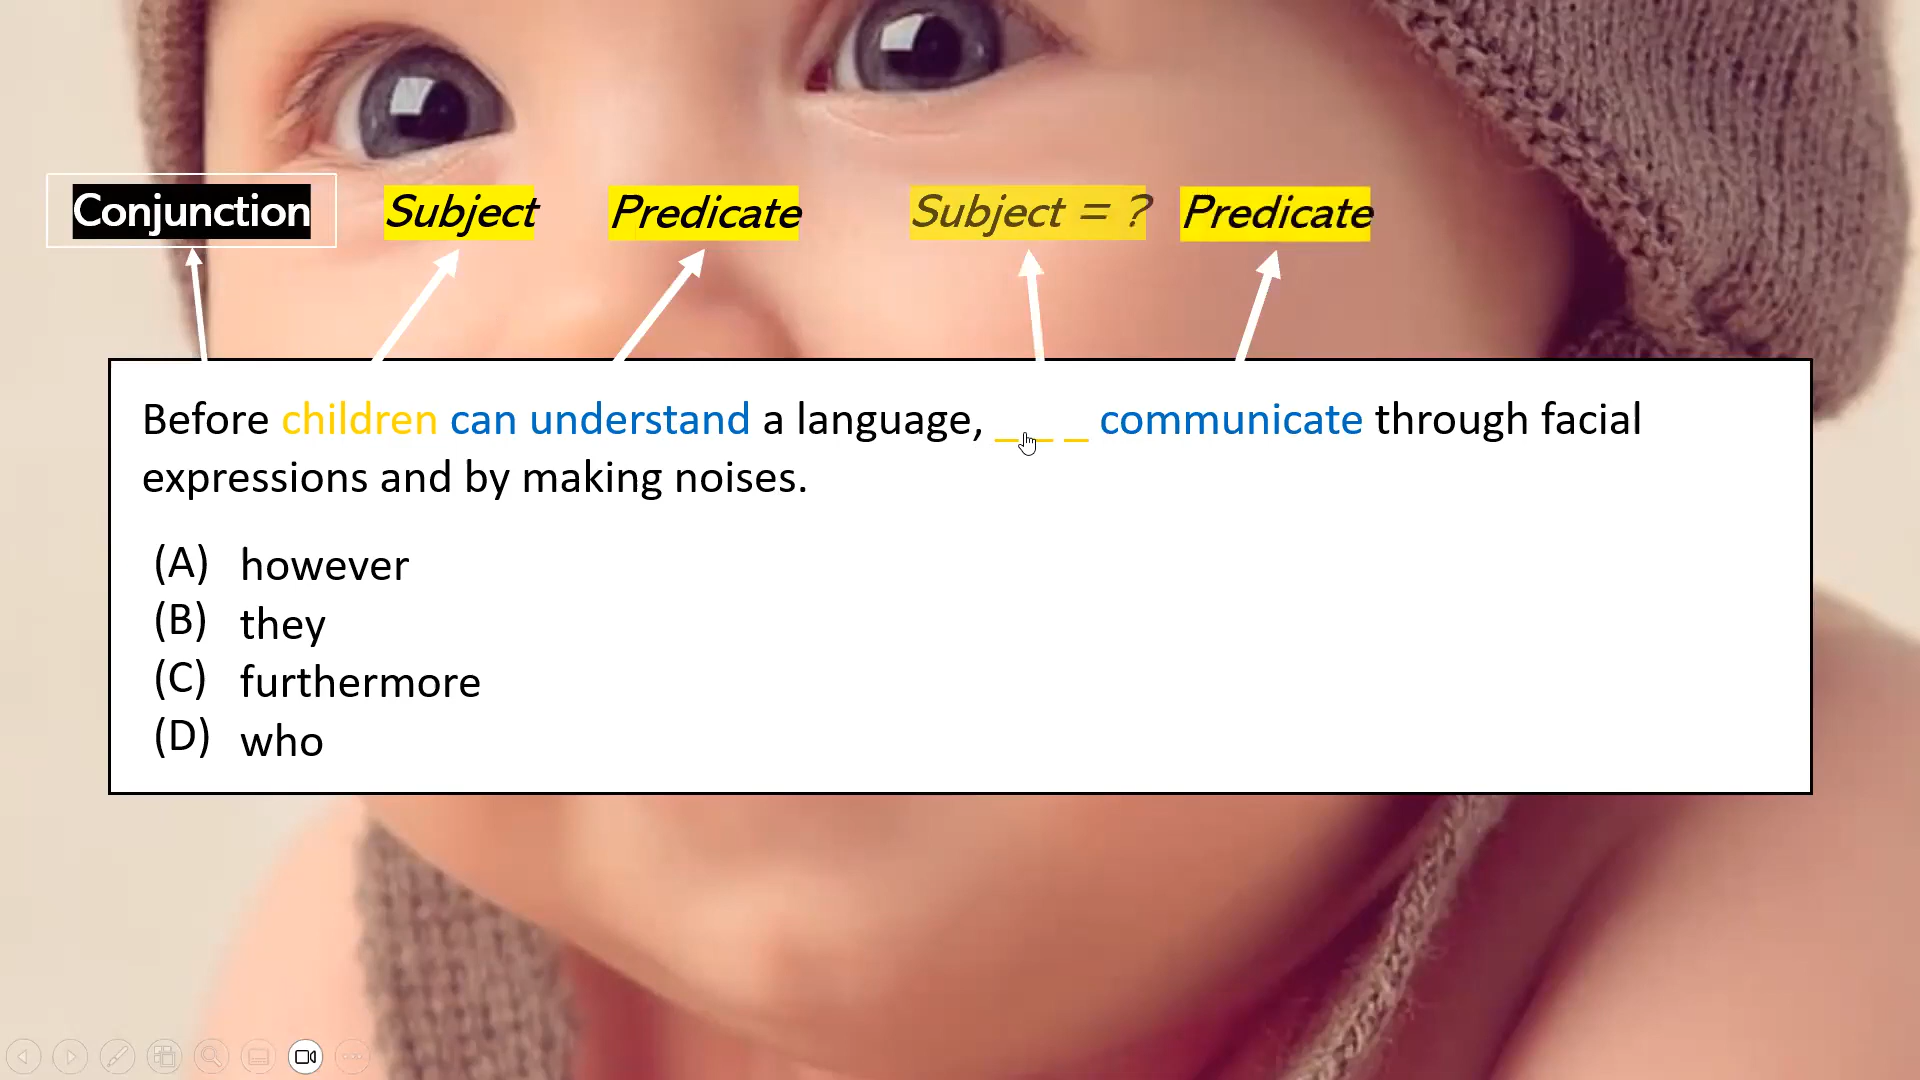 Conjunction Subject Predicate Subject = ? Predicate
Before children can understand a language, _ _ _ communicate through facial
expressions and by making noises.
(A) however
(B) they
(C) furthermore
(D) who